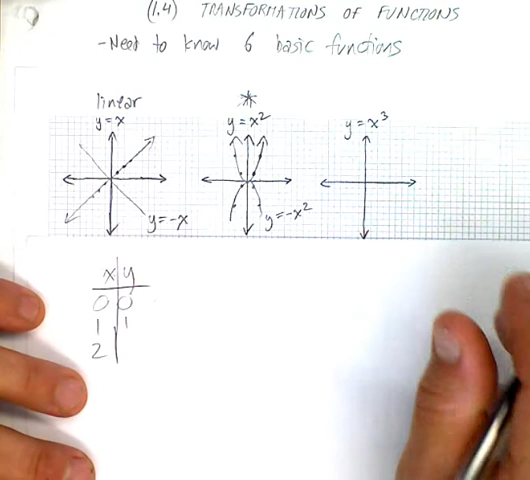 (1.4) TRANSFORMATIONS OF FUNCTIONS
- Need to know 6 basic functions
linear *
y = x y = x² y = x³
y = -x y = -x²
x y
0 0
1 1
2